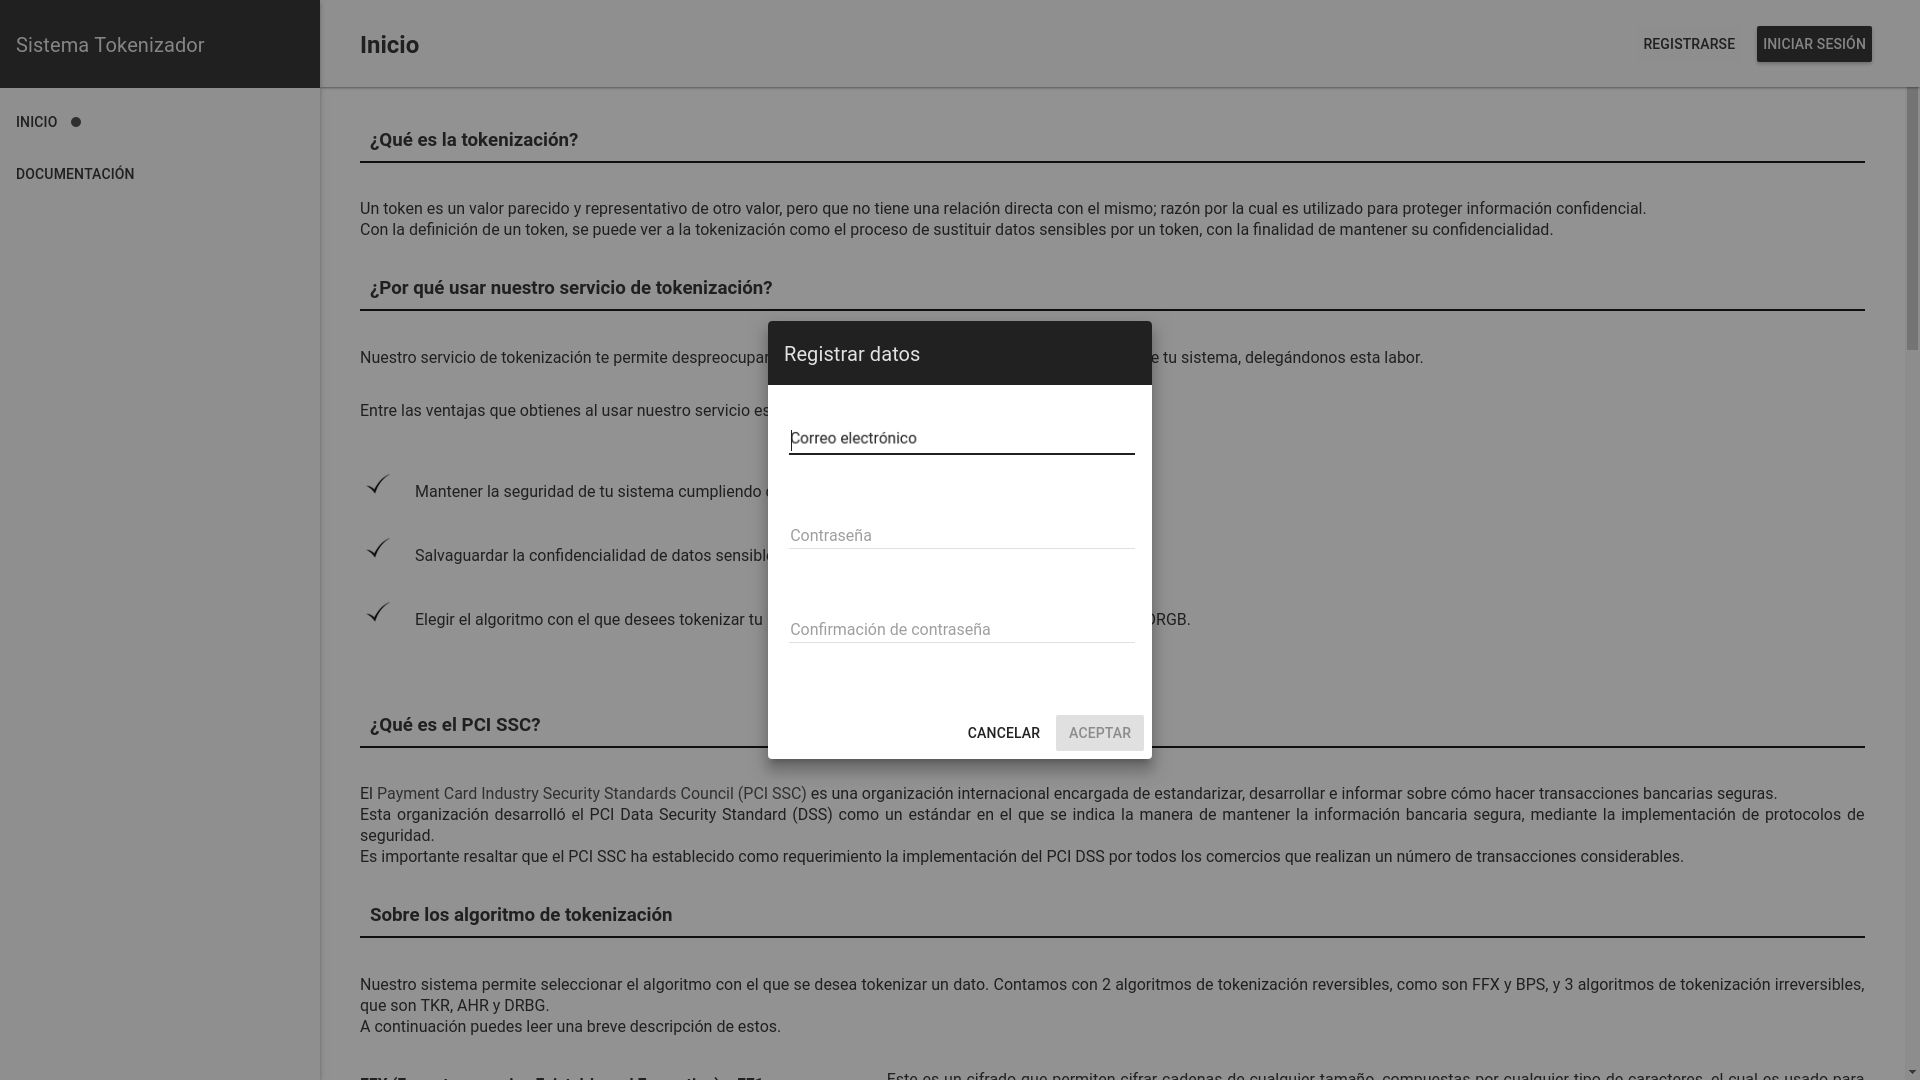 Sistema Tokenizador
Inicio
REGISTRARSE
INICIAR SESIÓN
INICIO
DOCUMENTACIÓN
¿Qué es la tokenización?
Un token es un valor parecido y representativo de otro valor, pero que no tiene una relación directa con el mismo; razón por la cual es utilizado para proteger información confidencial.
Con la definición de un token, se puede ver a la tokenización como el proceso de sustituir datos sensibles por un token, con la finalidad de mantener su confidencialidad.
¿Por qué usar nuestro servicio de tokenización?
Nuestro servicio de tokenización te permite
tu sistema, delegándonos esta labor.
Entre las ventajas que obtienes al usar nuestro servicio
Mantener la seguridad de tu sistema cumpliendo
Salvaguardar la confidencialidad de datos
Elegir el algoritmo con el que desees tokenizar tu
Registrar datos
Correo electrónico
Contraseña
Confirmación de contraseña
CANCELAR
ACEPTAR
¿Qué es el PCI SSC?
El Payment Card Industry Security Standards Council (PCI SSC) es una organización internacional encargada de estandarizar, desarrollar e informar sobre cómo hacer transacciones bancarias seguras.
Esta organización desarrolló el PCI Data Security Standard (DSS) como un estándar en el que se indica la manera de mantener la información bancaria segura, mediante la implementación de protocolos de
seguridad.
Es importante resaltar que el PCI SSC ha establecido como requerimiento la implementación del PCI DSS por todos los comercios que realizan un número de transacciones considerables.
Sobre los algoritmo de tokenización
Nuestro sistema permite seleccionar el algoritmo con el que se desea tokenizar un dato. Contamos con 2 algoritmos de tokenización reversibles, como son FFX y BPS, y 3 algoritmos de tokenización irreversibles,
que son TKR, AHR y DRBG.
A continuación puedes leer una breve descripción de estos.
Este es un cifrado que permiten cifrar cadenas de cualquier tamaño, compuestas por cualquier tipo de caracteres, el cual es usado para